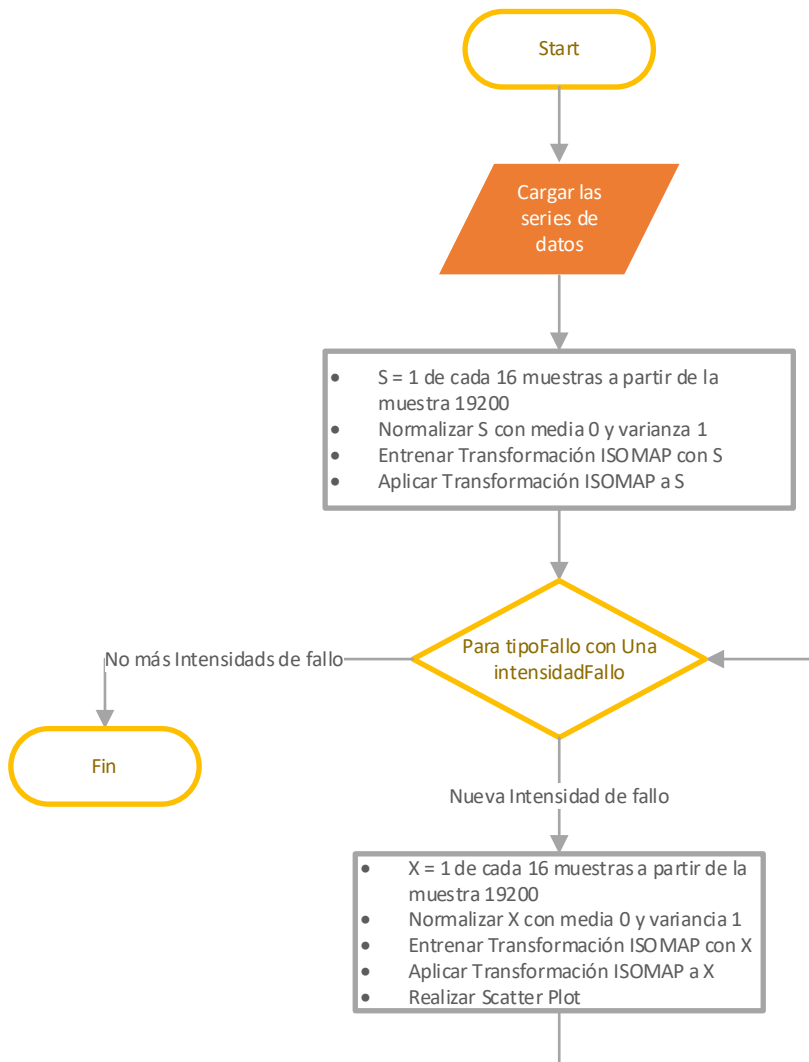 Start
Cargar las
series de
datos
• S = 1 de cada 16 muestras a partir de la
muestra 19200
• Normalizar S con media 0 y varianza 1
• Entrenar Transformación ISOMAP con S
• Aplicar Transformación ISOMAP a S
Para tipoFallo con Una
intensidadFallo
No más Intensidads de fallo
Fin
Nueva Intensidad de fallo
• X = 1 de cada 16 muestras a partir de la
muestra 19200
• Normalizar X con media 0 y variancia 1
• Entrenar Transformación ISOMAP con X
• Aplicar Transformación ISOMAP a X
• Realizar Scatter Plot